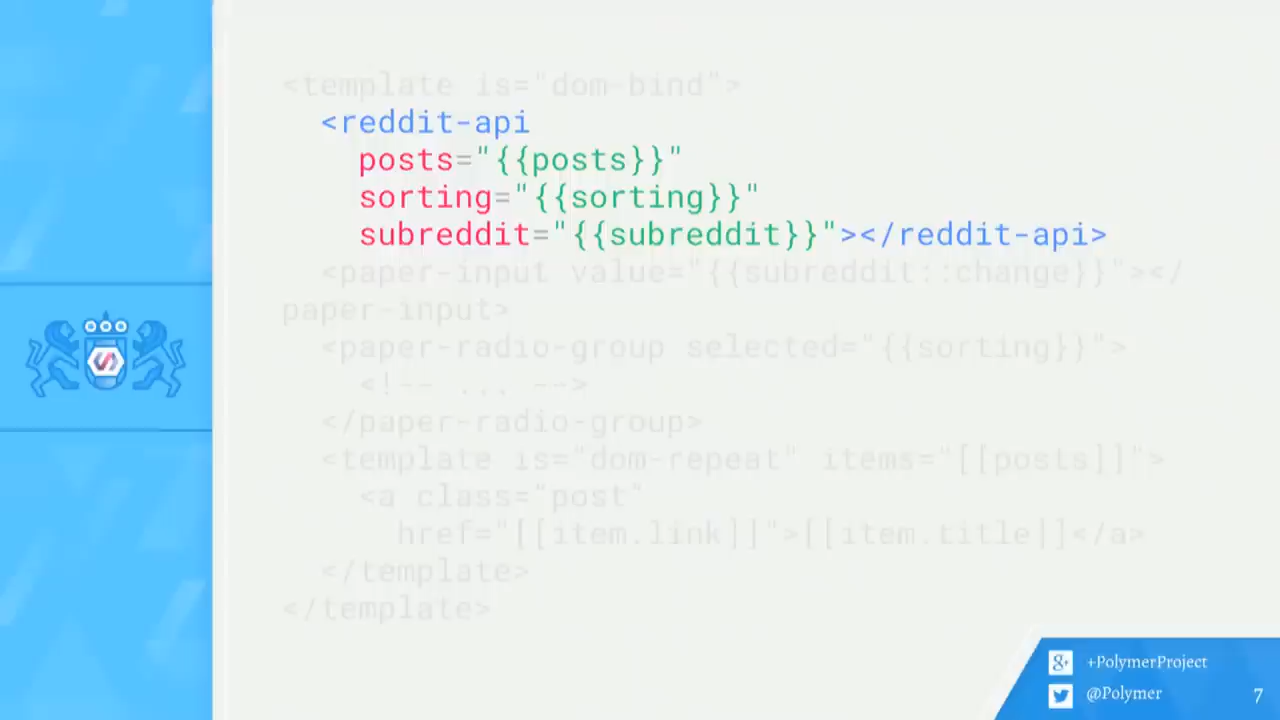 <template is="dom-bind">
<reddit-api
posts="{{posts}}"
sorting="{{sorting}}"
subreddit="{{subreddit}}"></reddit-api>
<paper-input value="{{subreddit::change}}"></
paper-input>
<paper-radio-group selected="{{sorting}}">
<!-- ... -->
</paper-radio-group>
<template is="dom-repeat" items="[[posts]]">
<a class="post"
href="[[item.link]]">[[item.title]]</a>
</template>
</template>
+PolymerProject
@Polymer
7